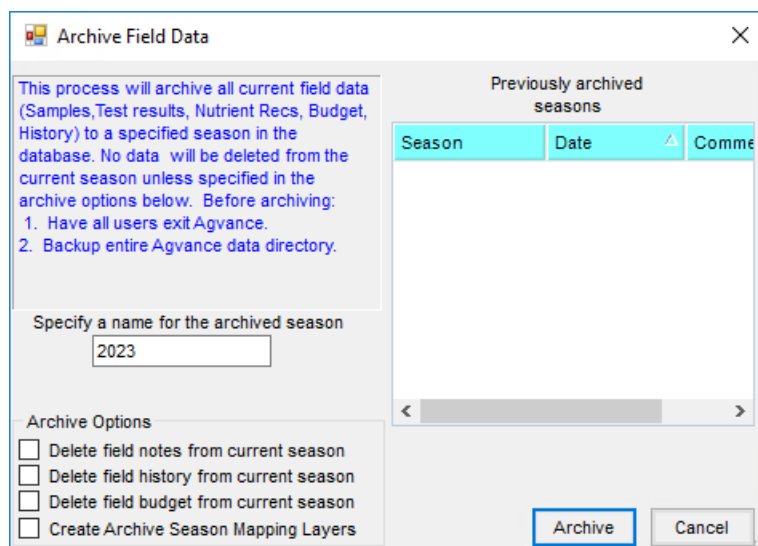 Archive Field Data
This process will archive all current field data
(Samples,Test results, Nutrient Recs, Budget,
History) to a specified season in the
database. No data  will be deleted from the
current season unless specified in the
archive options below.  Before archiving:
1.  Have all users exit Agvance.
2.  Backup entire Agvance data directory.
Specify a name for the archived season
2023
Archive Options
Delete field notes from current season
Delete field history from current season
Delete field budget from current season
Create Archive Season Mapping Layers
Previously archived
seasons
Season Date Comme
Archive Cancel